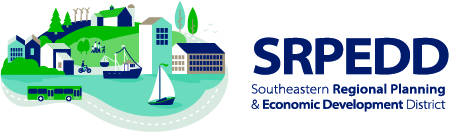 SRPEDD
Southeastern Regional Planning
& Economic Development District